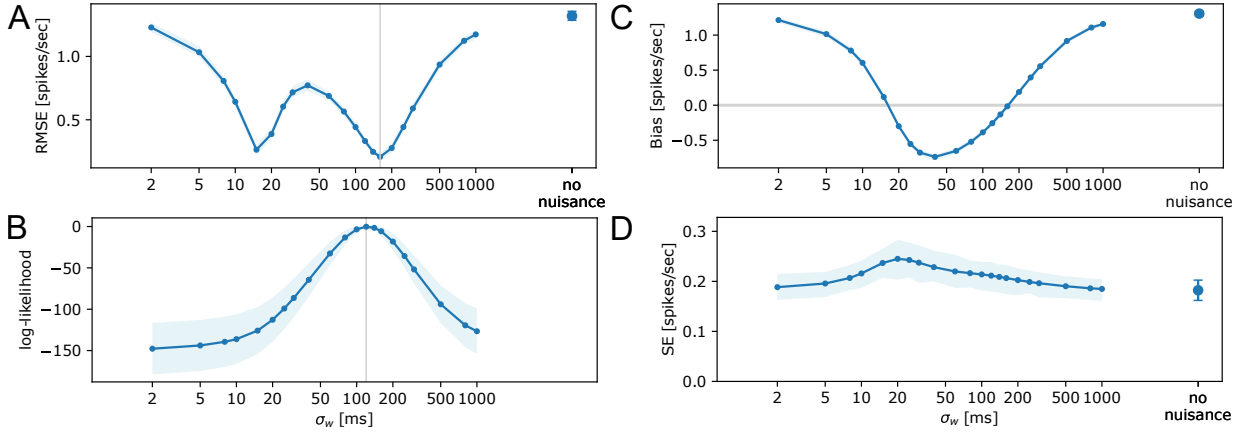 A
RMSE [spikes/sec]
1.0
0.5
2 5 10 20 50 100 200 500 1000 no
nuisance
B
log-likelihood
0
−50
−100
−150
2 5 10 20 50 100 200 500 1000
σw [ms]
C
Bias [spikes/sec]
1.0
0.5
0.0
−0.5
2 5 10 20 50 100 200 500 1000 no
nuisance
D
SE [spikes/sec]
0.3
0.2
0.1
0.0
2 5 10 20 50 100 200 500 1000 no
nuisance
σw [ms]